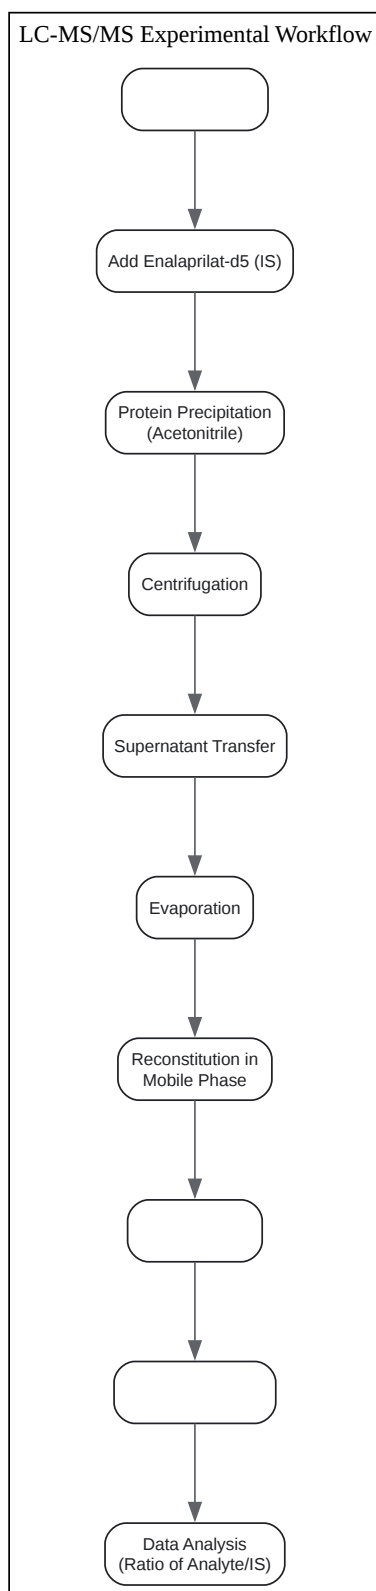 LC-MS/MS Experimental Workflow
Add Enalaprilat-d5 (IS)
Protein Precipitation
(Acetonitrile)
Centrifugation
Supernatant Transfer
Evaporation
Reconstitution in
Mobile Phase
Data Analysis
(Ratio of Analyte/IS)